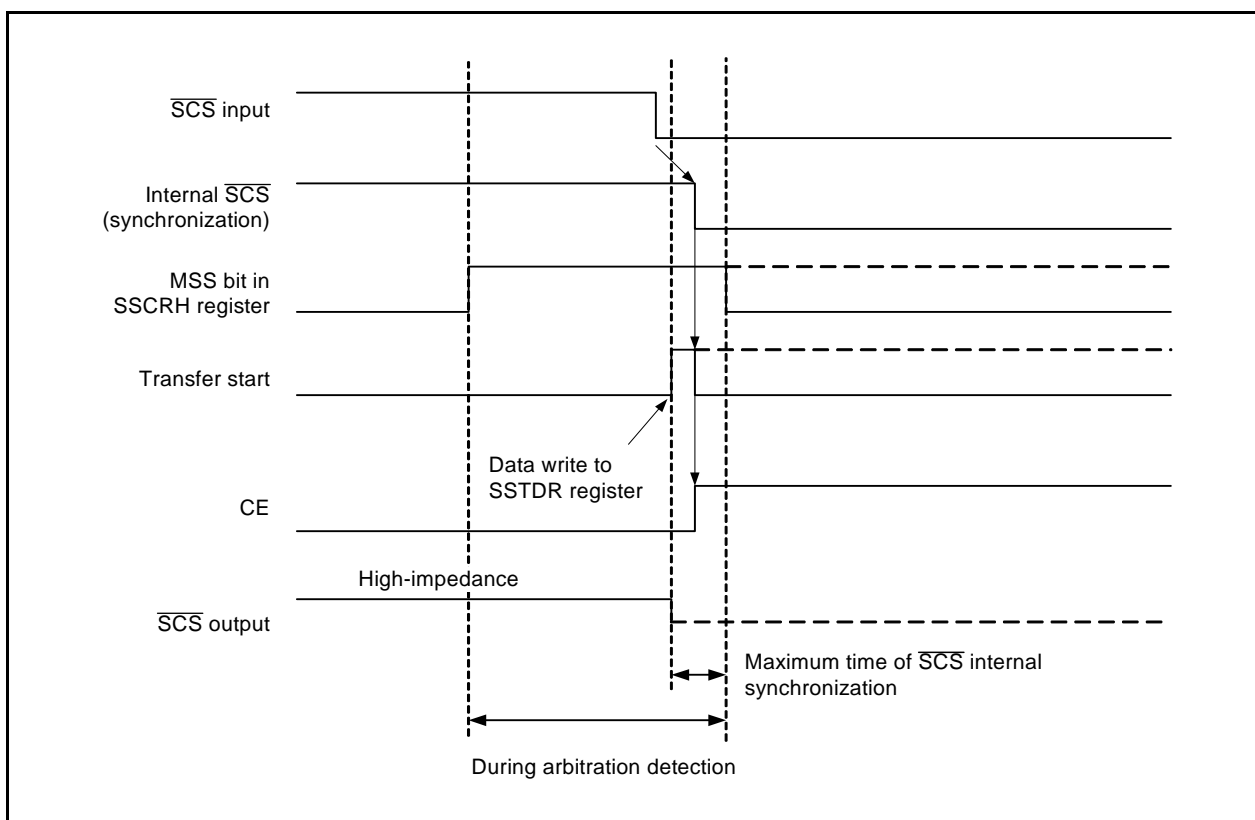 SCS input
Internal SCS
(synchronization)
MSS bit in
SSCRH register
Transfer start
Data write to
SSTDR register
CE
High-impedance
SCS output
Maximum time of SCS internal
synchronization
During arbitration detection